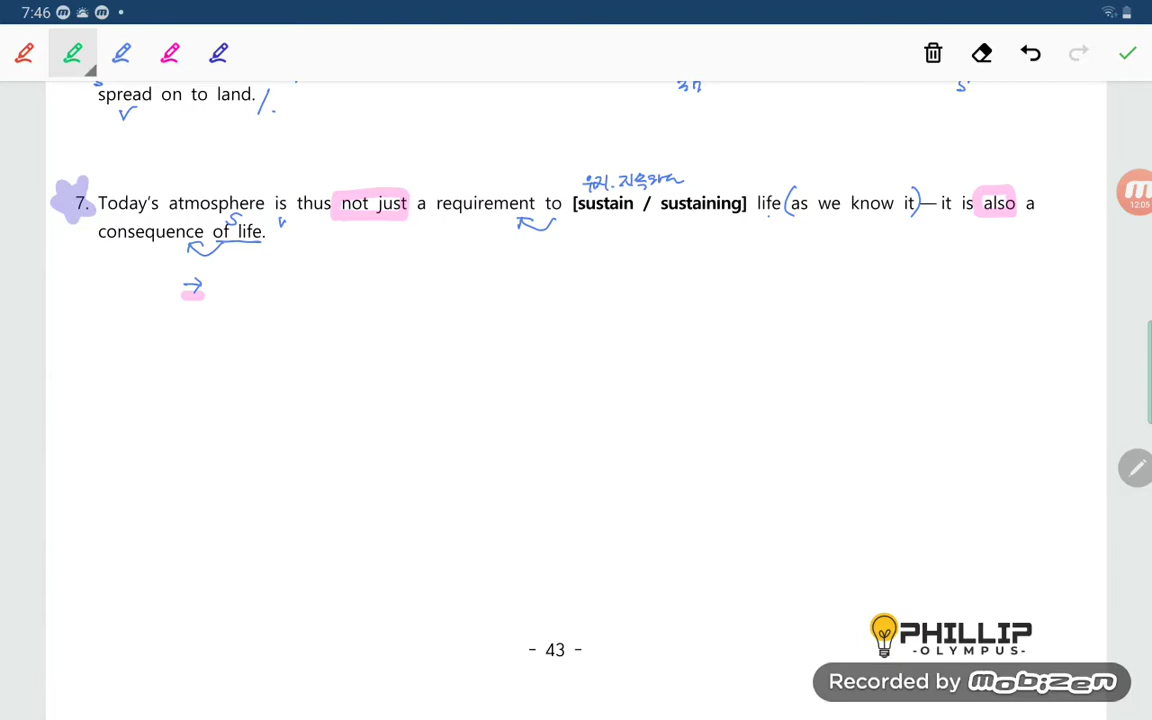 7:46
spread on to land. /.
유지. 지속하다
7. Today's atmosphere is thus not just a requirement to [sustain / sustaining] life (as we know it)—it is also a
S V
consequence of life.
→
- 43 -
PHILLIP
-OLYMPUS-
Recorded by mobizen
12:05